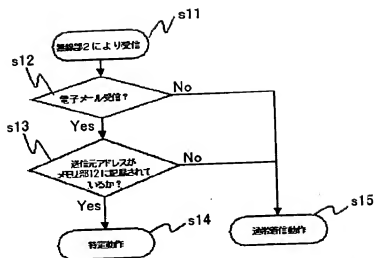 s11
無線部2により受信
s12
電子メール受信?
No
Yes
s13
送信元アドレスが
メモリ部12に記録されて
いるか?
No
Yes
s14
特定動作
s15
通常着信動作